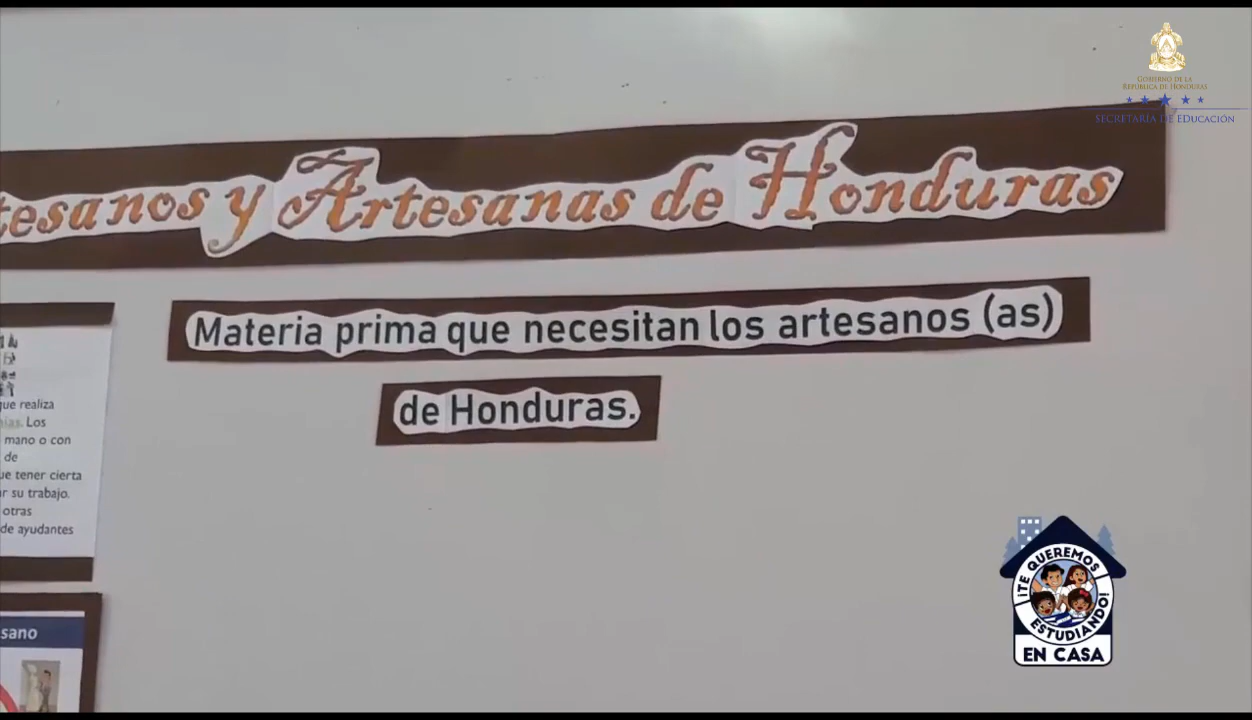 GOBIERNO DE LA
REPÚBLICA DE HONDURAS
SECRETARÍA DE EDUCACIÓN
tesanos y Artesanas de Honduras
Materia prima que necesitan los artesanos (as)
de Honduras.
que realiza
Los
mano o con
de
ue tener cierta
r su trabajo.
otras
de ayudantes
sano
¡TE QUEREMOS
ESTUDIANDO!
EN CASA